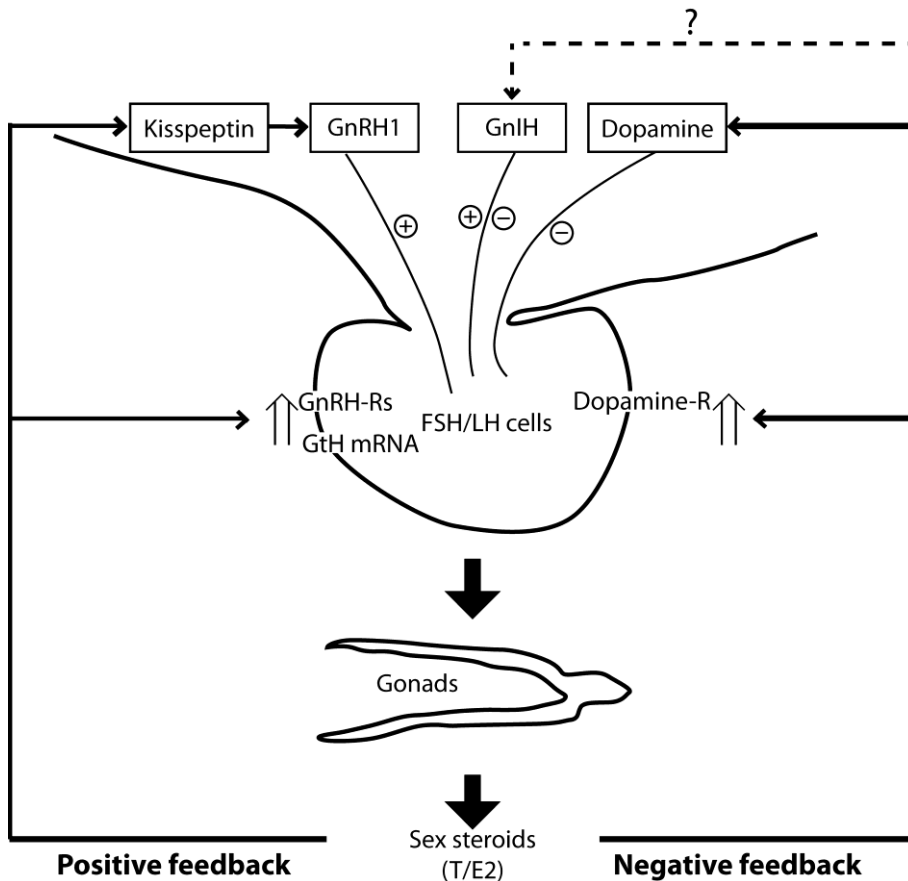 ?
Kisspeptin
GnRH1
GnIH
Dopamine
+
+
−
−
GnRH-Rs
GtH mRNA
FSH/LH cells
Dopamine-R
Gonads
Sex steroids
(T/E2)
Positive feedback
Negative feedback